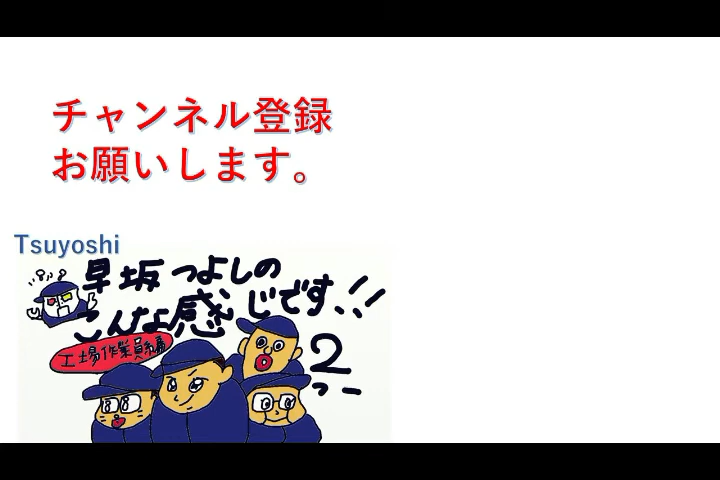 チャンネル登録
お願いします。
Tsuyoshi
早坂つよしの
こんな感じです!!
工場作業員編
2